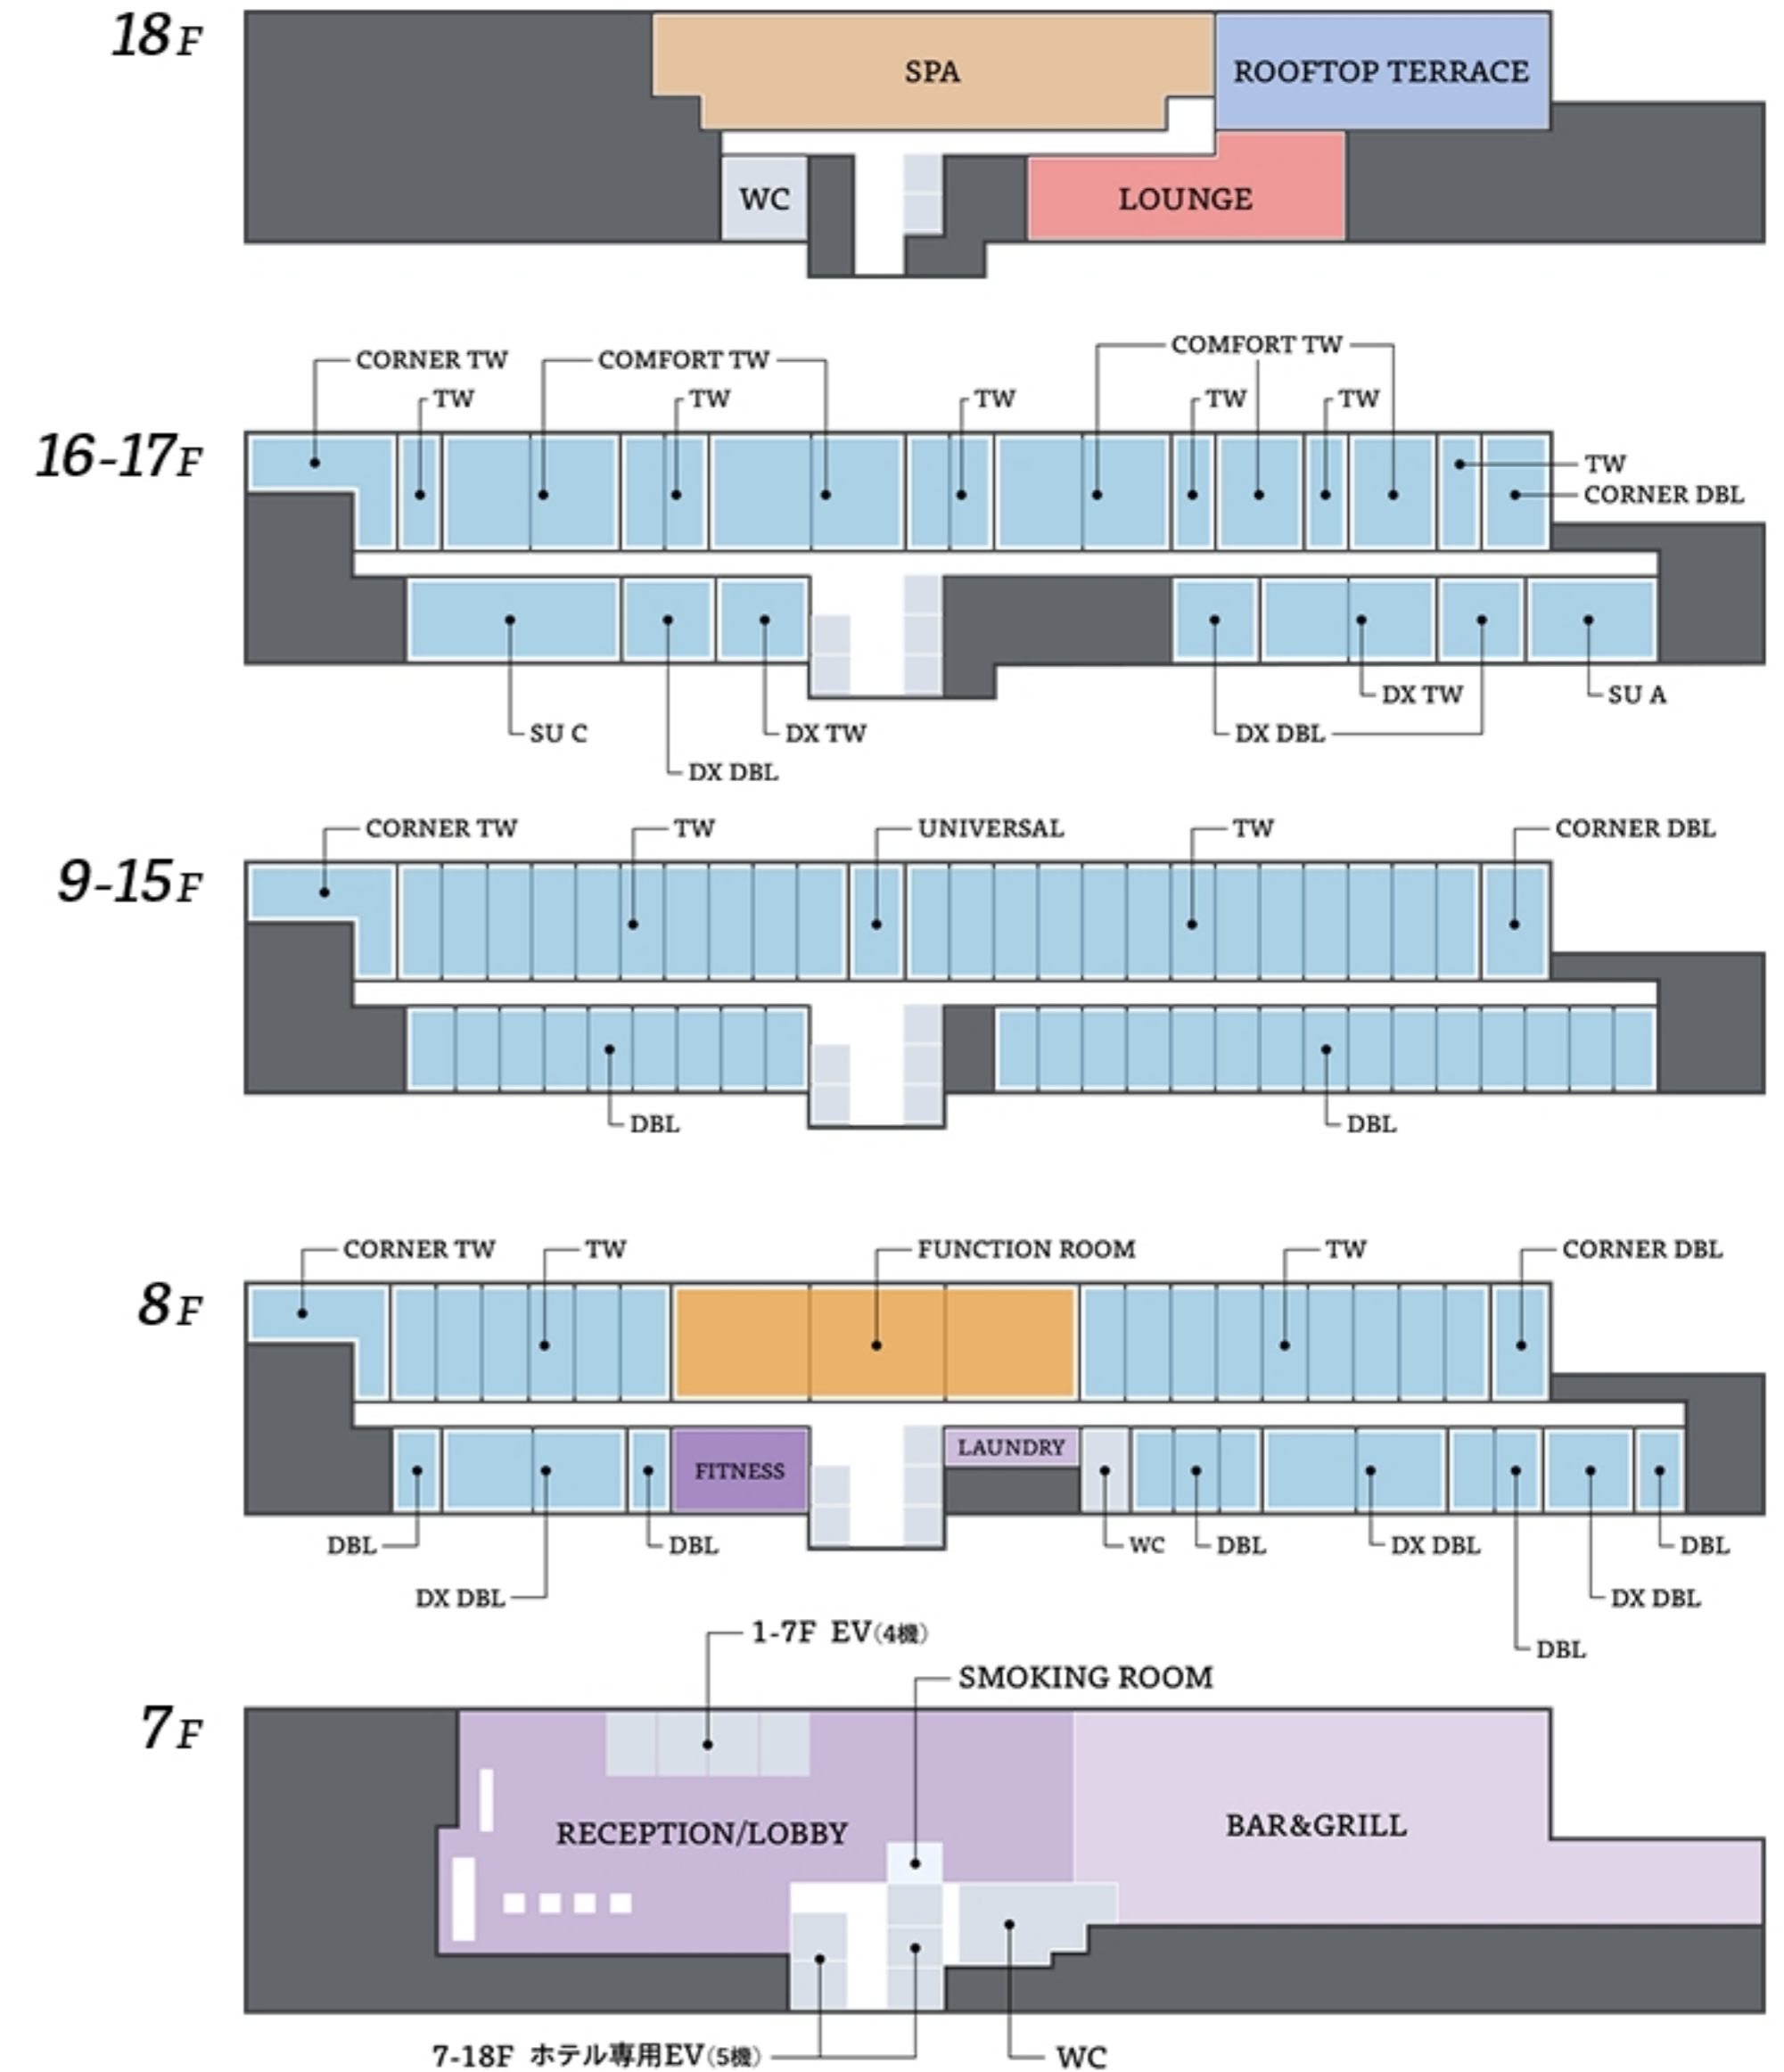 18F
SPA
ROOFTOP TERRACE
WC
LOUNGE
COMFORT TW
CORNER TW
COMFORT TW
TW
TW
TW
TW
TW
16-17F
TW
CORNER DBL
DX TW
SU A
SU C
DX TW
DX DBL
DX DBL
CORNER TW
TW
UNIVERSAL
TW
CORNER DBL
9-15F
DBL
DBL
CORNER TW
TW
FUNCTION ROOM
TW
CORNER DBL
8F
LAUNDRY
FITNESS
DBL
DBL
WC
DBL
DX DBL
DBL
DX DBL
DX DBL
DBL
1-7F EV(4機)
SMOKING ROOM
7F
RECEPTION/LOBBY
BAR&GRILL
7-18F ホテル専用EV(5機)
WC